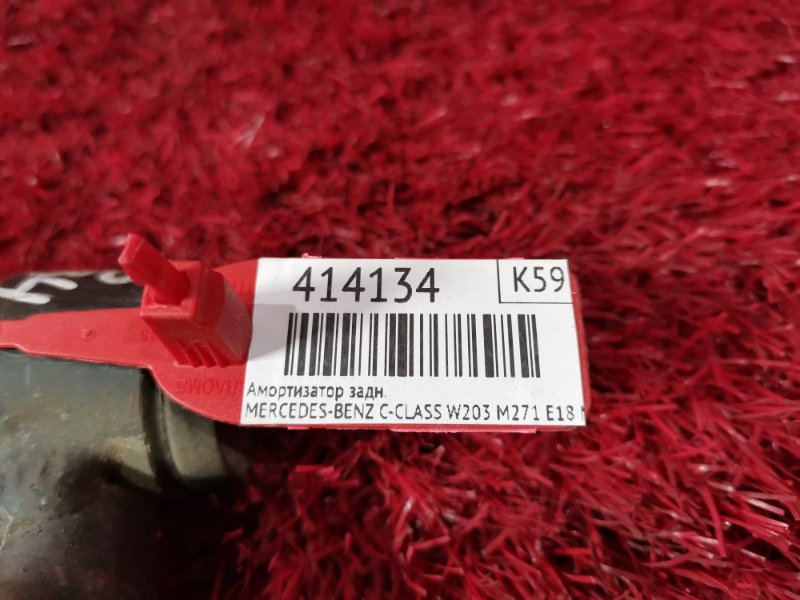 414134
K59
Амортизатор задн.
MERCEDES-BENZ C-CLASS W203 M271 E18